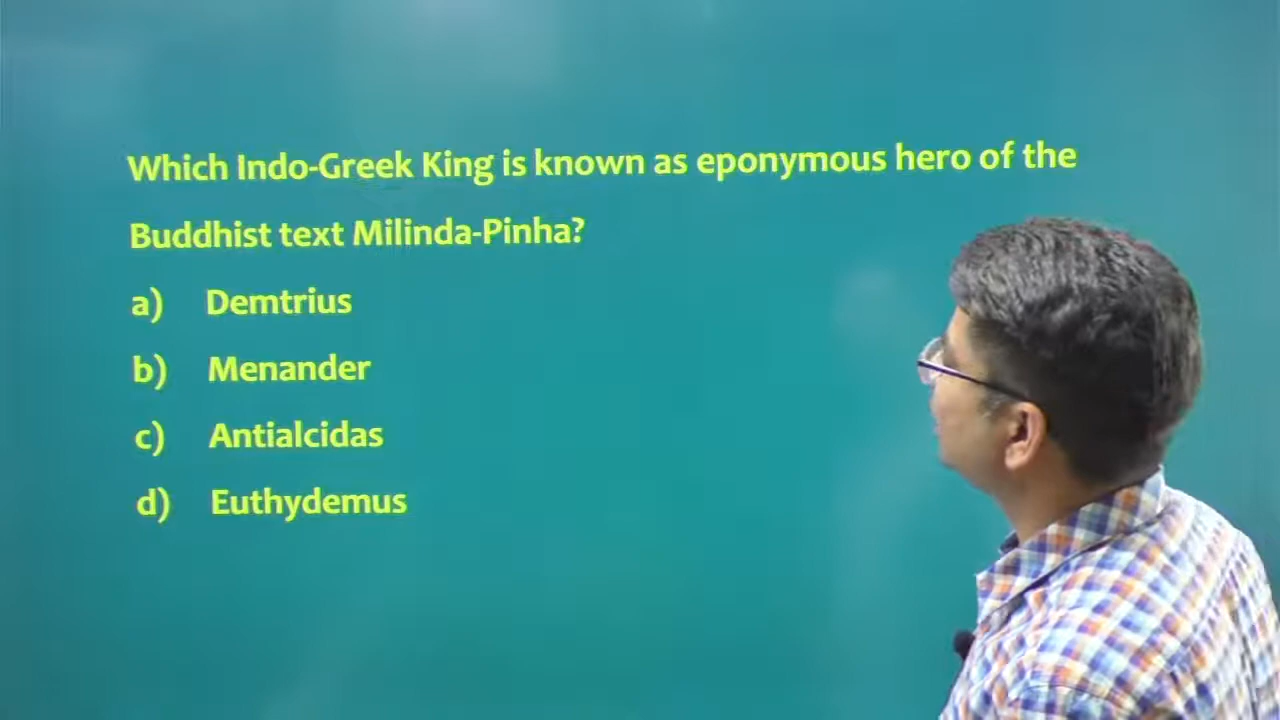 Which Indo-Greek King is known as eponymous hero of the
Buddhist text Milinda-Pinha?
a) Demtrius
b) Menander
c) Antialcidas
d) Euthydemus